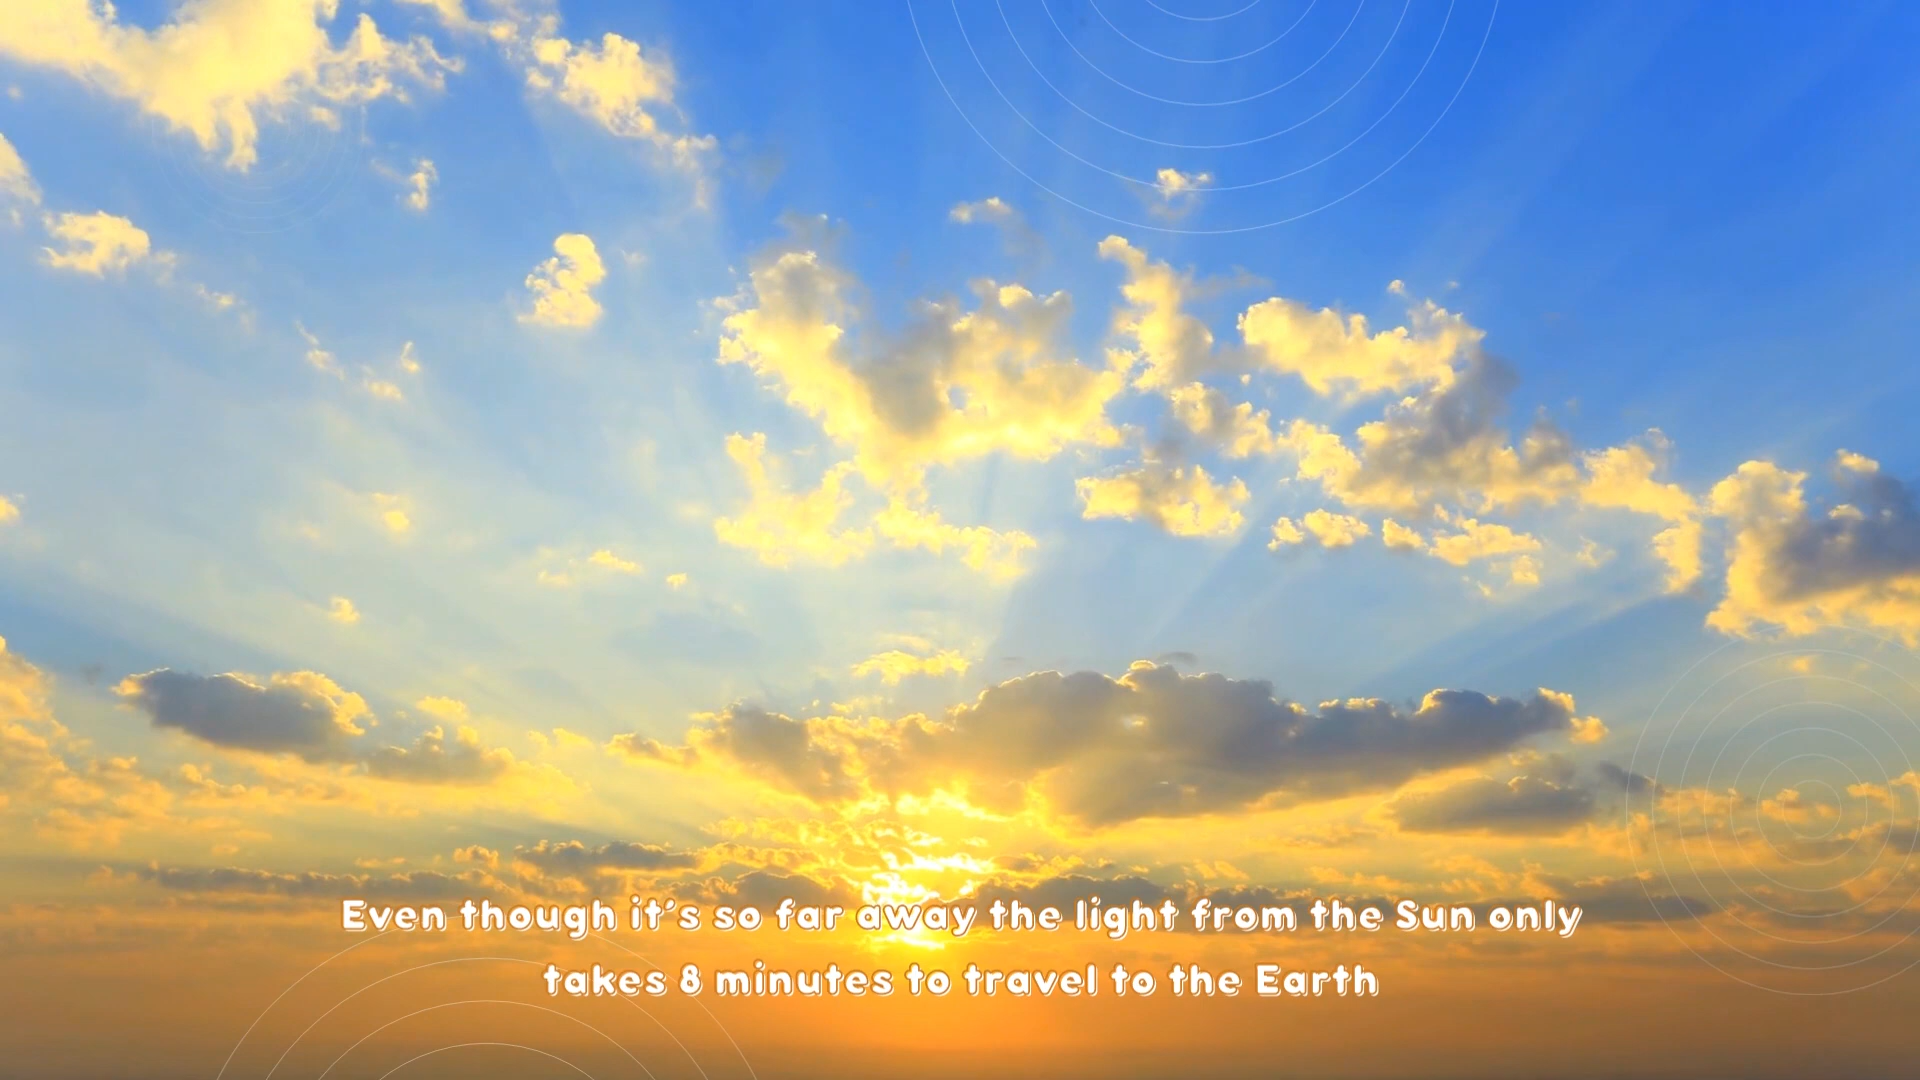 Even though it's so far away the light from the Sun only
takes 8 minutes to travel to the Earth